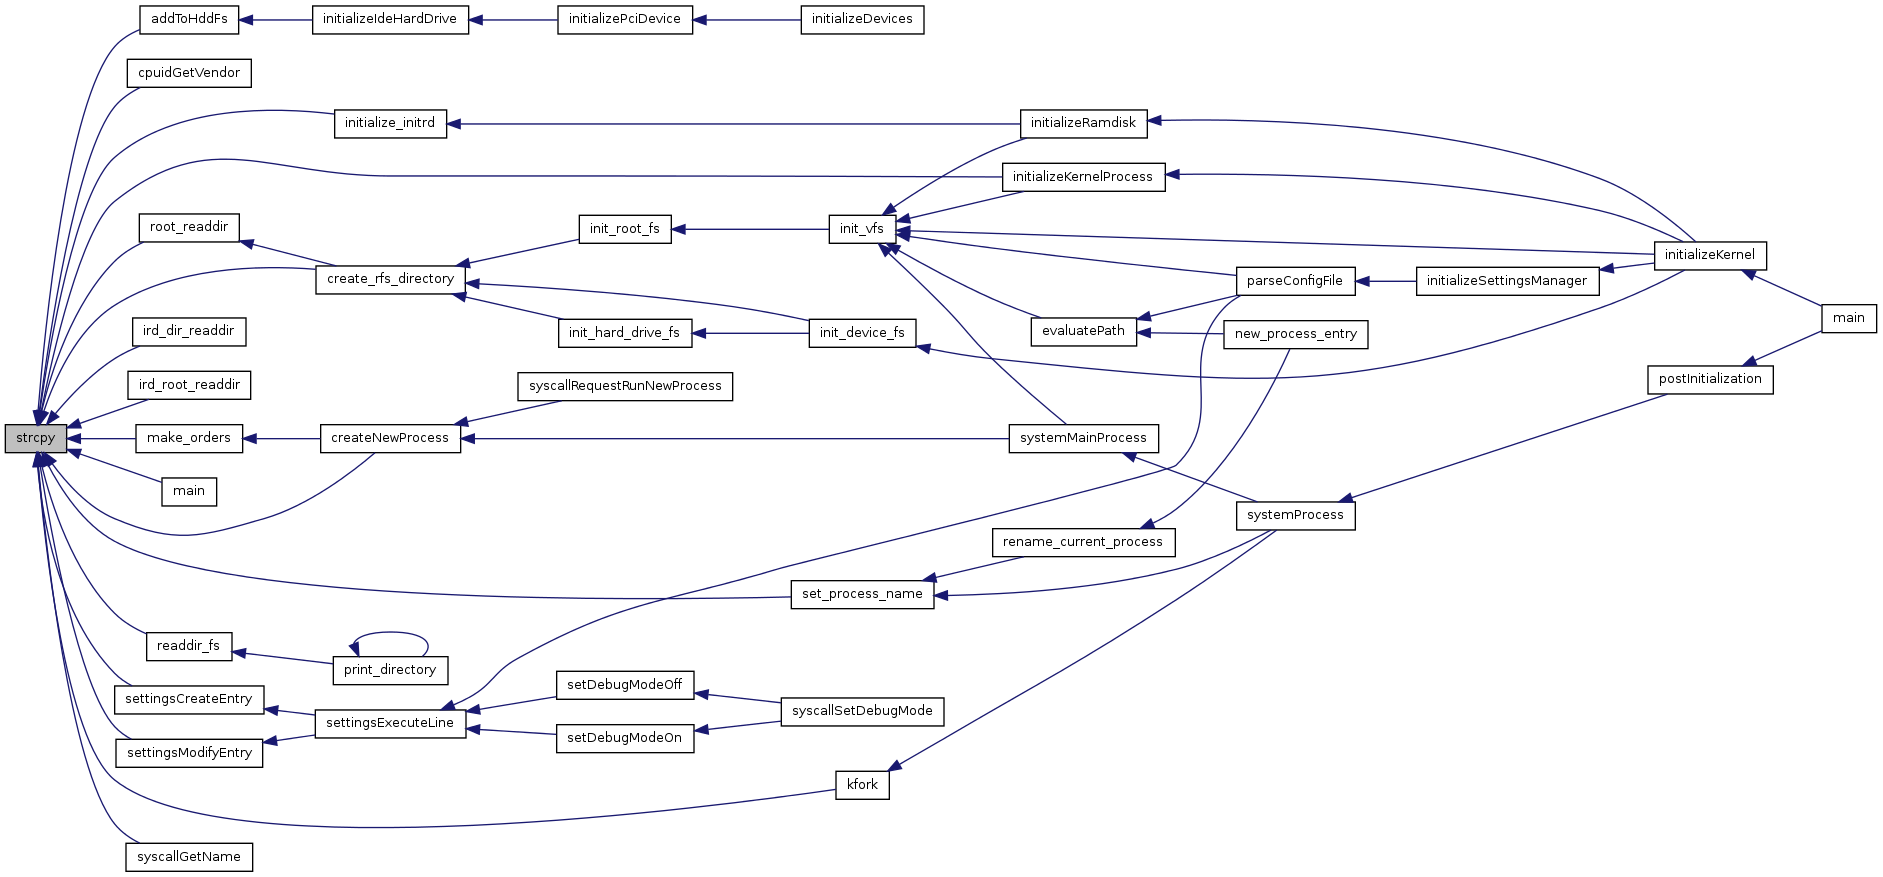 addToHddFs
initializeIdeHardDrive
initializePciDevice
initializeDevices
cpuidGetVendor
initialize_initrd
initializeRamdisk
initializeKernelProcess
root_readdir
init_root_fs
init_vfs
initializeKernel
create_rfs_directory
parseConfigFile
initializeSettingsManager
ird_dir_readdir
init_hard_drive_fs
init_device_fs
evaluatePath
new_process_entry
main
ird_root_readdir
syscallRequestRunNewProcess
postInitialization
strcpy
make_orders
createNewProcess
systemMainProcess
main
systemProcess
rename_current_process
set_process_name
readdir_fs
print_directory
settingsCreateEntry
setDebugModeOff
settingsExecuteLine
syscallSetDebugMode
settingsModifyEntry
setDebugModeOn
kfork
syscallGetName